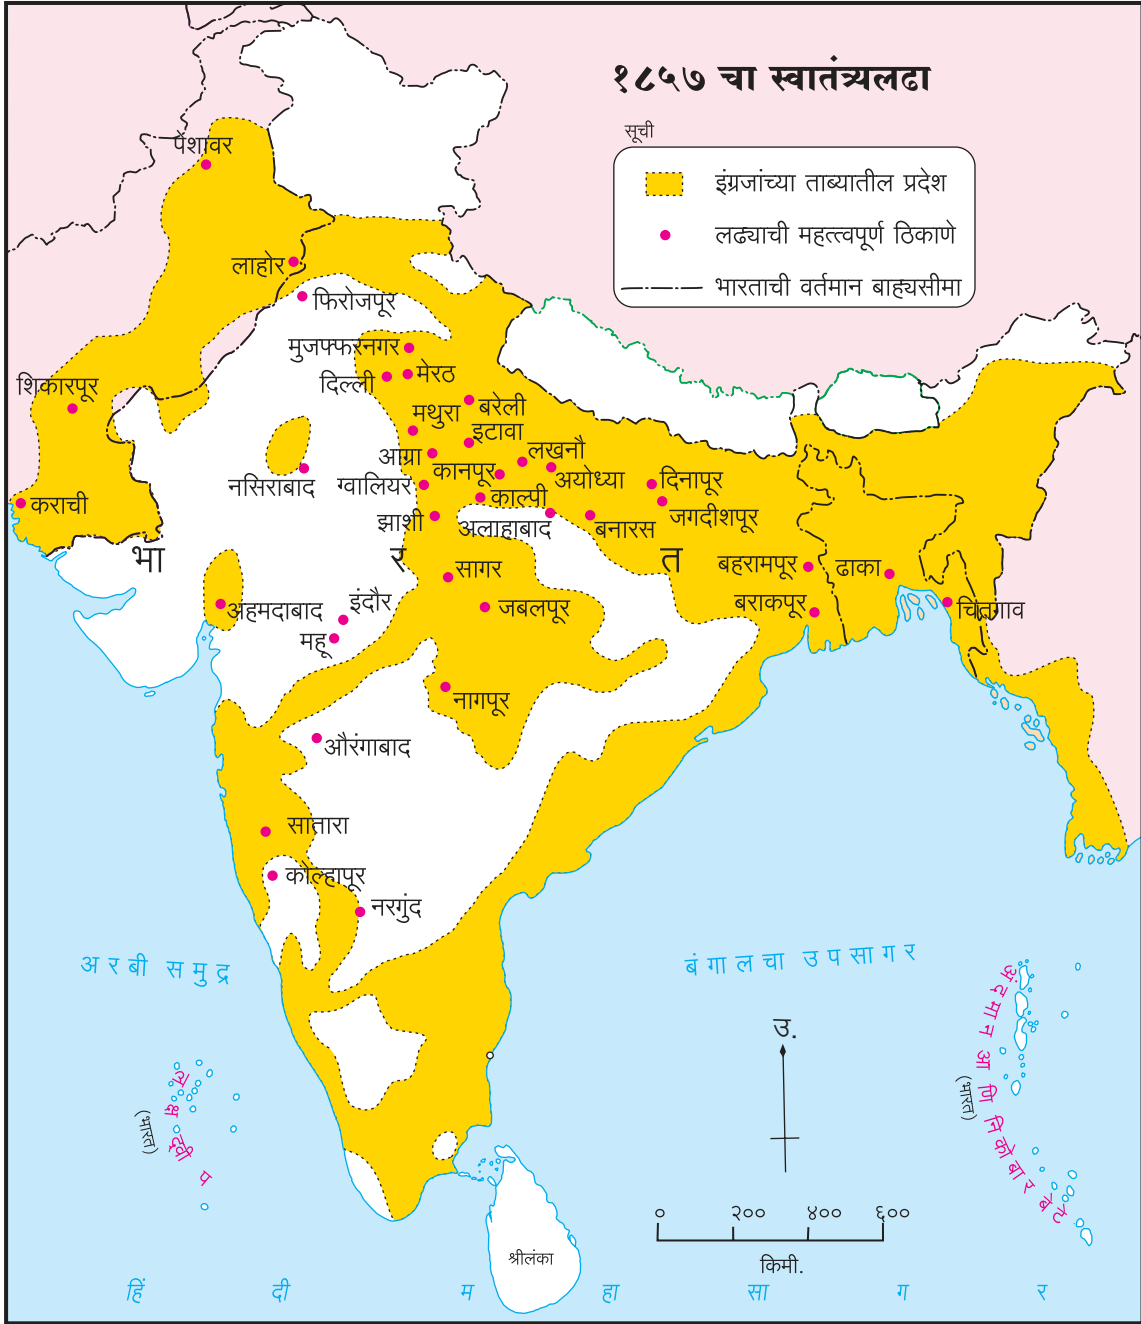 १८५७ चा स्वातंत्र्यलढा
सूची
इंग्रजांच्या ताब्यातील प्रदेश
लढ्याची महत्त्वपूर्ण ठिकाणे
भारताची वर्तमान बाह्यसीमा
पेशावर
लाहोर
फिरोजपूर
मुजफ्फरनगर
दिल्ली
मेरठ
शिकारपूर
मथुरा
बरेली
इटावा
आग्रा
कानपूर
लखनौ
अयोध्या
दिनापूर
नसिराबाद
ग्वालियर
काल्पी
जगदीशपूर
कराची
झाशी
अलाहाबाद
बनारस
भा र त
सागर
बहरामपूर
ढाका
अहमदाबाद
इंदौर
जबलपूर
बराकपूर
चितगाव
महू
नागपूर
औरंगाबाद
सातारा
कोल्हापूर
नरगुंद
अरबी समुद्र
बंगालचा उपसागर
अंदमान आणि निकोबार बेटे
(भारत)
उ.
लक्षद्वीप
(भारत)
० २०० ४०० ६००
किमी.
श्रीलंका
हिंदी महासागर